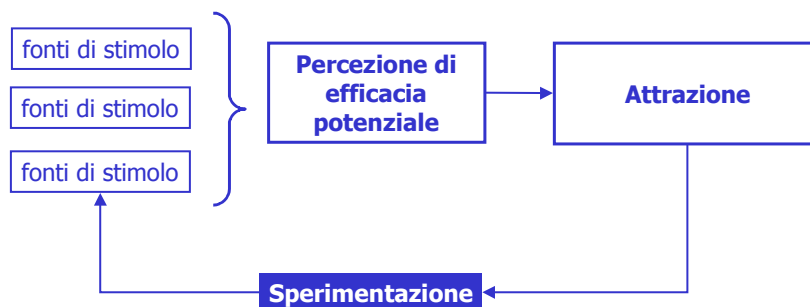 fonti di stimolo
fonti di stimolo
fonti di stimolo
Percezione di
efficacia
potenziale
Attrazione
Sperimentazione